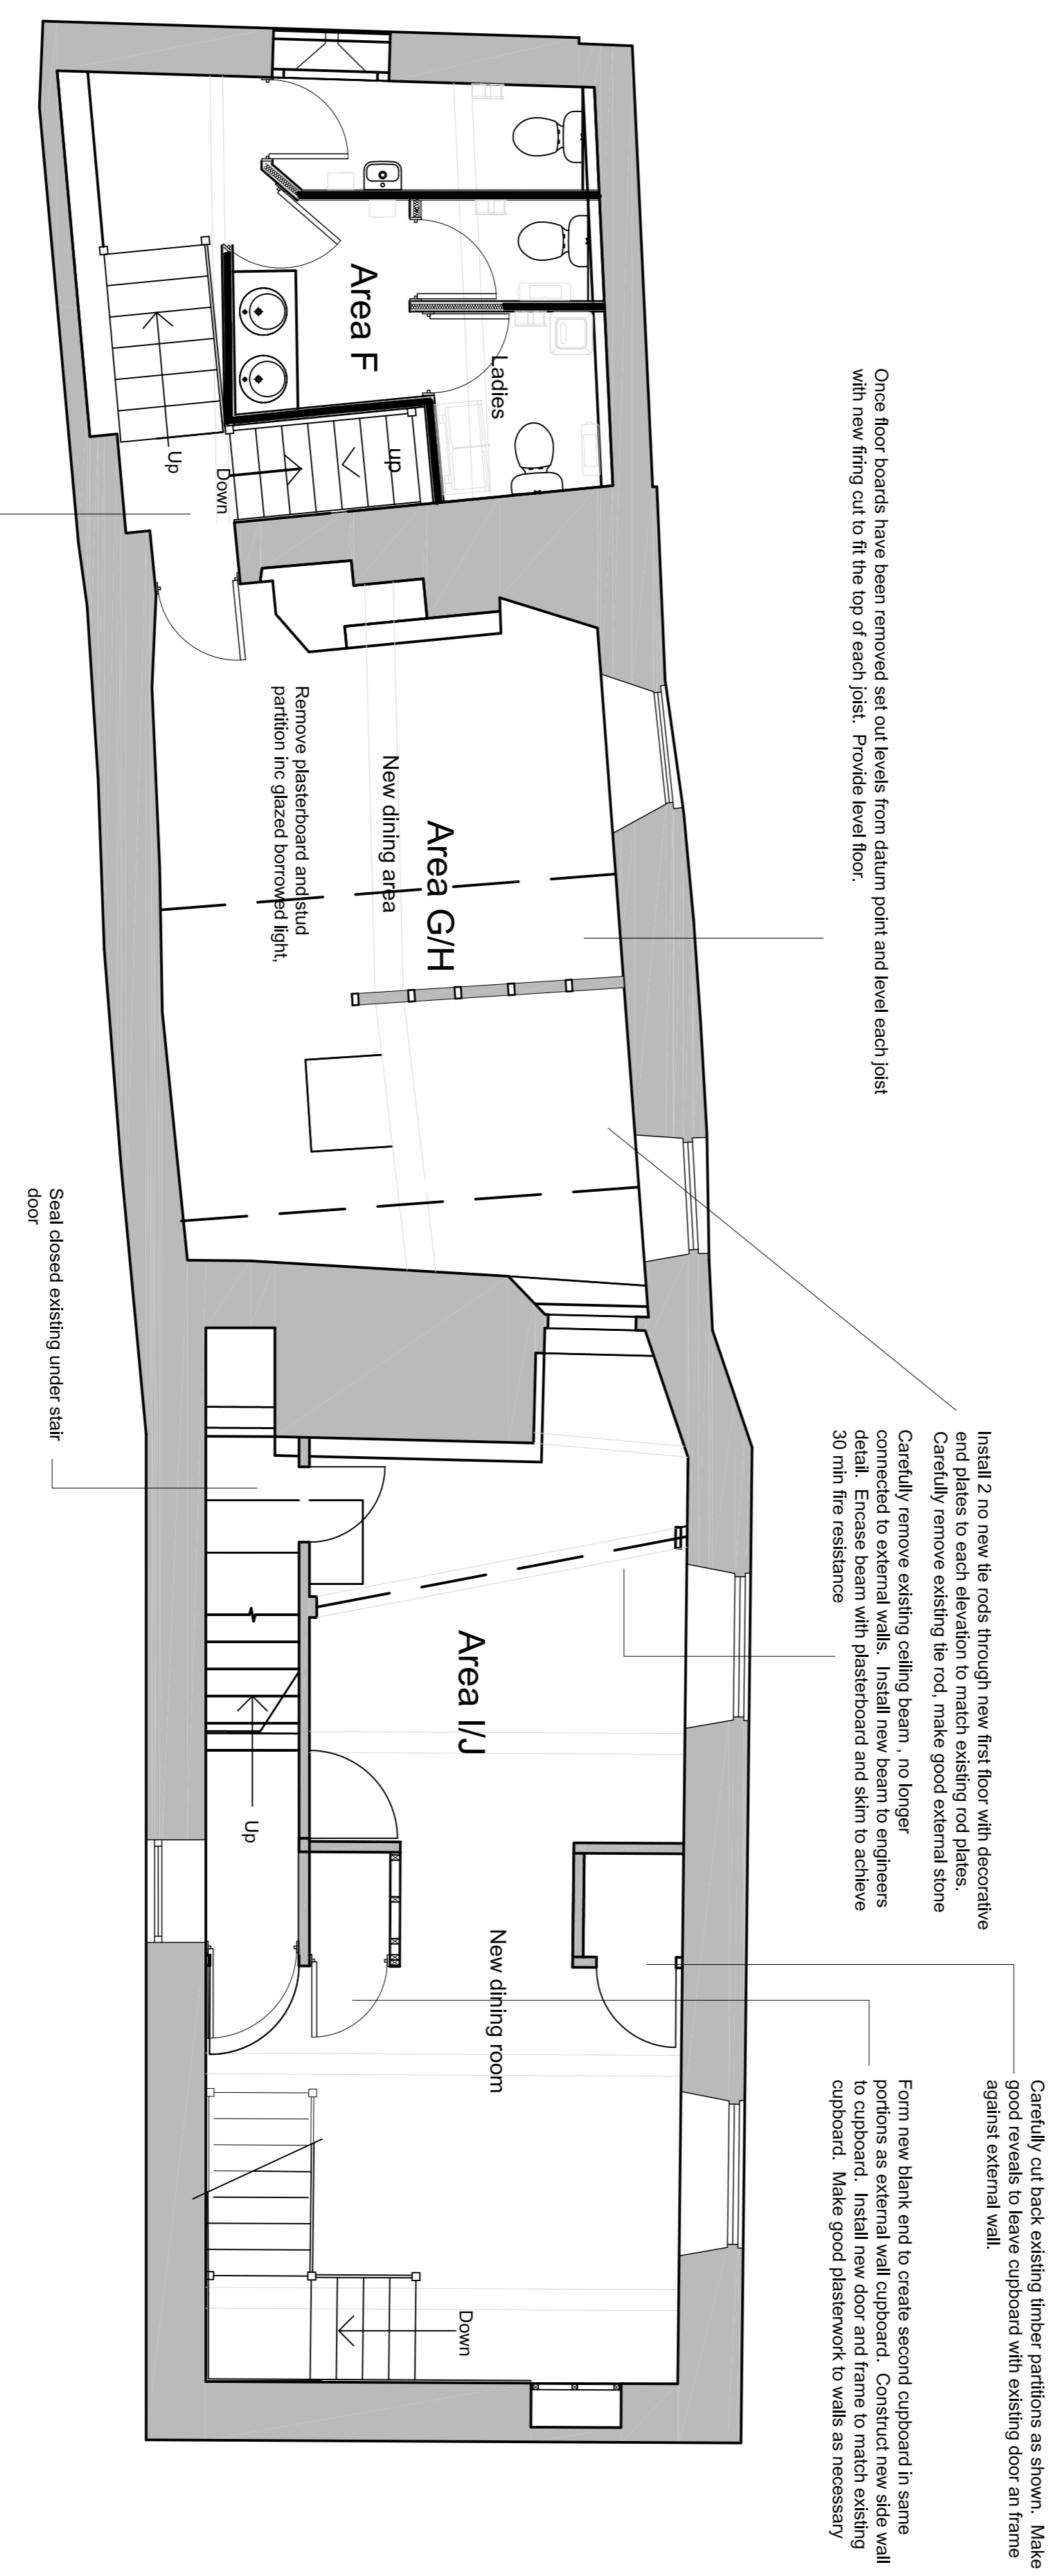 Once floor boards have been removed set out levels from datum point and level each joist
with new firing cut to fit the top of each joist.  Provide level floor.
Install 2 no new tie rods through new first floor with decorative
end plates to each elevation to match existing rod plates.
Carefully remove existing tie rod, make good external stone
Carefully remove existing ceiling beam , no longer
connected to external walls.  Install new beam to engineers
detail.  Encase beam with plasterboard and skim to achieve
30 min fire resistance
Carefully cut back existing timber partitions as shown.  Make
good reveals to leave cupboard with existing door an frame
against external wall.
Form new blank end to create second cupboard in same
portions as external wall cupboard.  Construct new side wall
to cupboard.  Install new door and frame to match existing
cupboard.  Make good plasterwork to walls as necessary
Ladies
Area F
up
Down
Up
Area G/H
New dining area
Remove plasterboard and stud
partition inc glazed borrowed light,
Area I/J
New dining room
Down
Up
Seal closed existing under stair
door